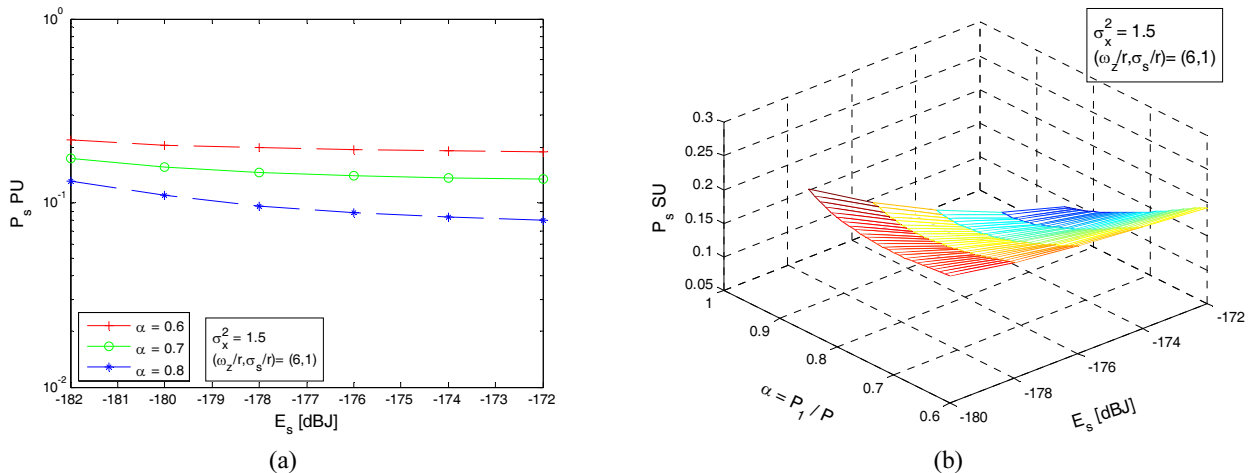 10^0
10^-1
10^-2
P_s PU
-182 -181 -180 -179 -178 -177 -176 -175 -174 -173 -172
E_s [dBJ]
α = 0.6
α = 0.7
α = 0.8
σ_x^2 = 1.5
(ω_z/r,σ_s/r)= (6,1)
(a)
σ_x^2 = 1.5
(ω_z/r,σ_s/r)= (6,1)
0.3
0.25
0.2
0.15
0.1
0.05
P_s SU
1
0.9
0.8
0.7
0.6
α = P_1 / P
-180
-178
-176
-174
-172
E_s [dBJ]
(b)